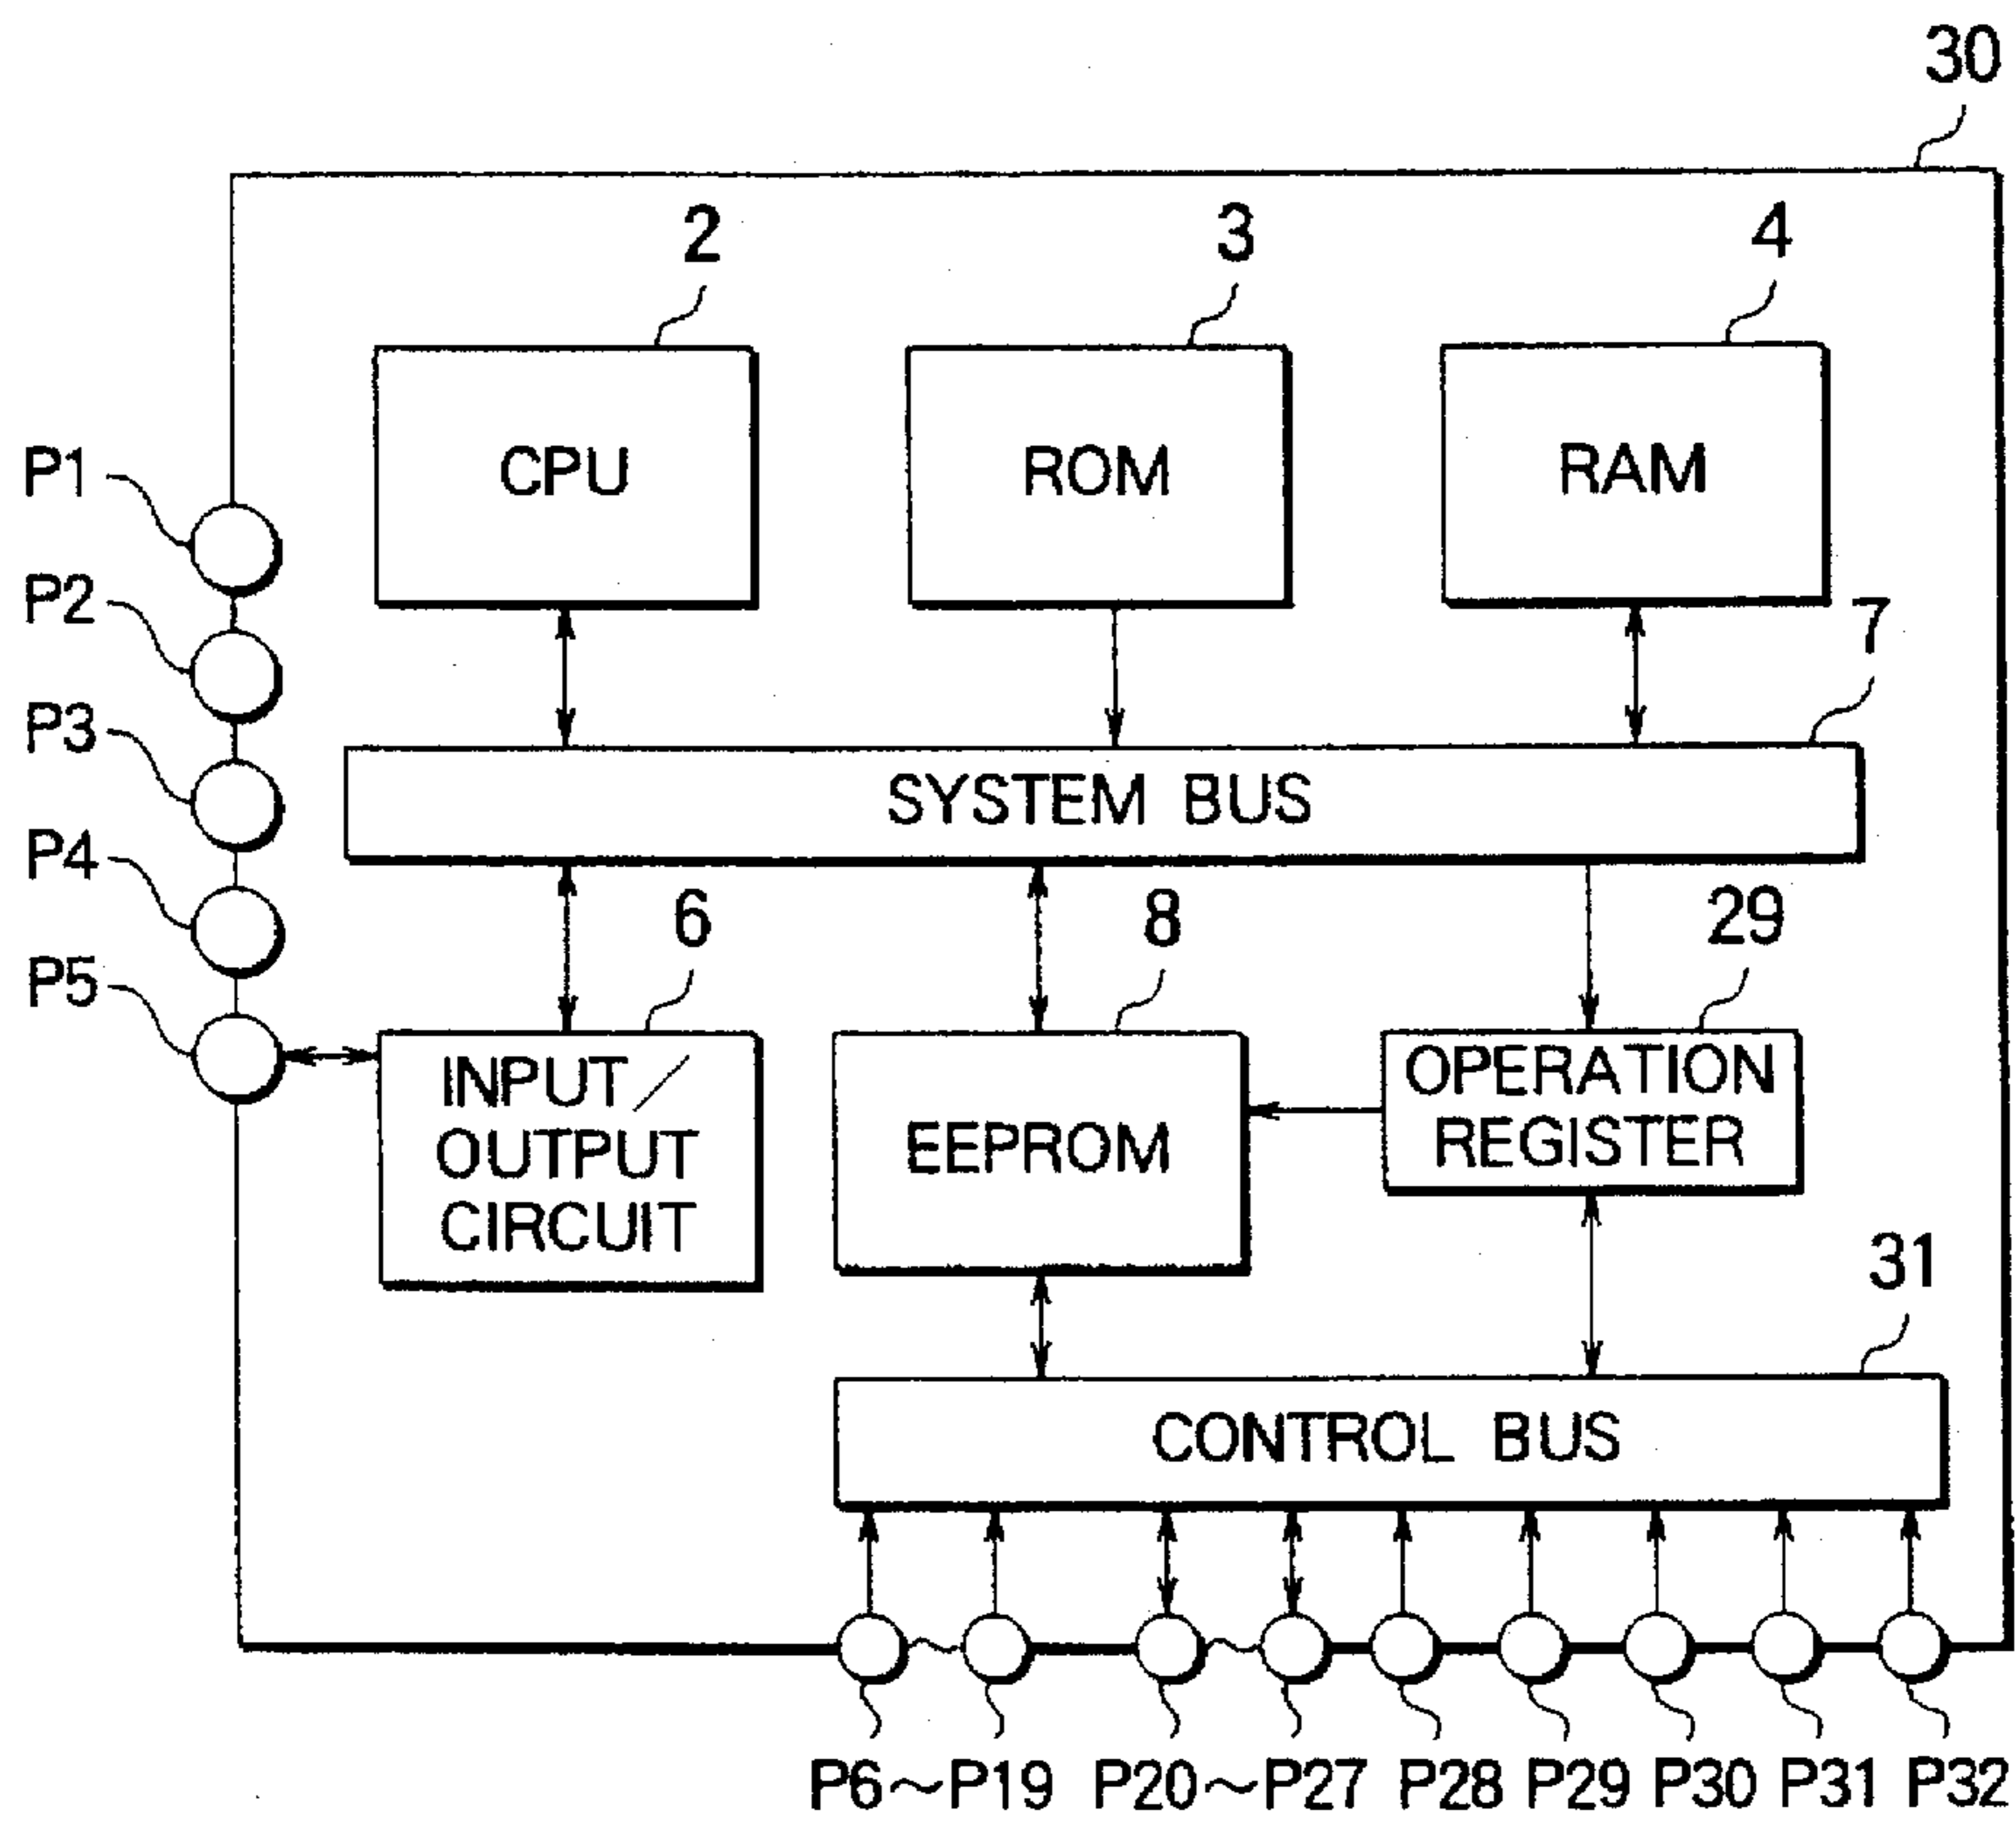 30
2
3
4
CPU
ROM
RAM
P1
P2
P3
P4
P5
7
SYSTEM BUS
6
8
29
INPUT/
OUTPUT
CIRCUIT
EEPROM
OPERATION
REGISTER
31
CONTROL BUS
P6~P19 P20~P27 P28 P29 P30 P31 P32